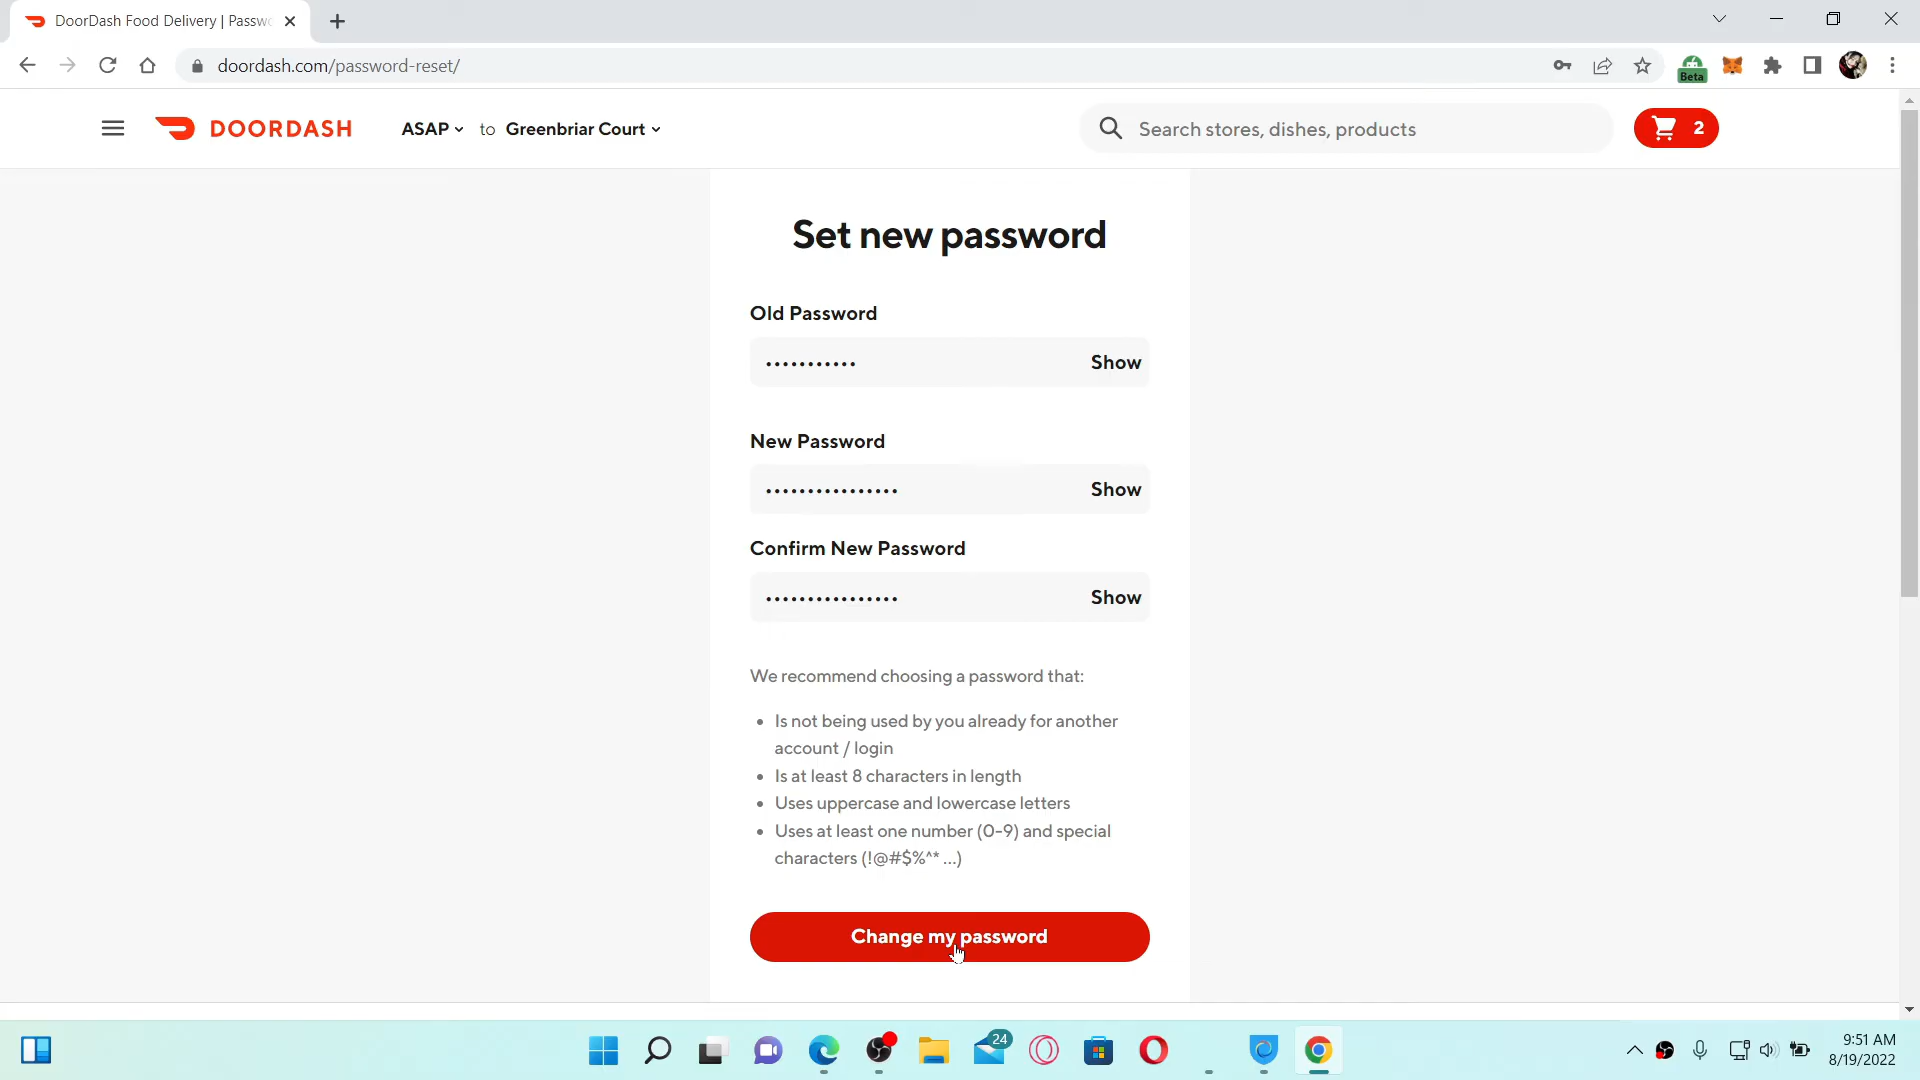 DoorDash Food Delivery | Passw
doordash.com/password-reset/
Beta
DOORDASH
ASAP to Greenbriar Court
Search stores, dishes, products
2
Set new password
Old Password
••••••••••• Show
New Password
•••••••••••••••• Show
Confirm New Password
•••••••••••••••• Show
We recommend choosing a password that:
• Is not being used by you already for another
account / login
• Is at least 8 characters in length
• Uses uppercase and lowercase letters
• Uses at least one number (0-9) and special
characters (!@#$%^* ...)
Change my password
24
9:51 AM
8/19/2022